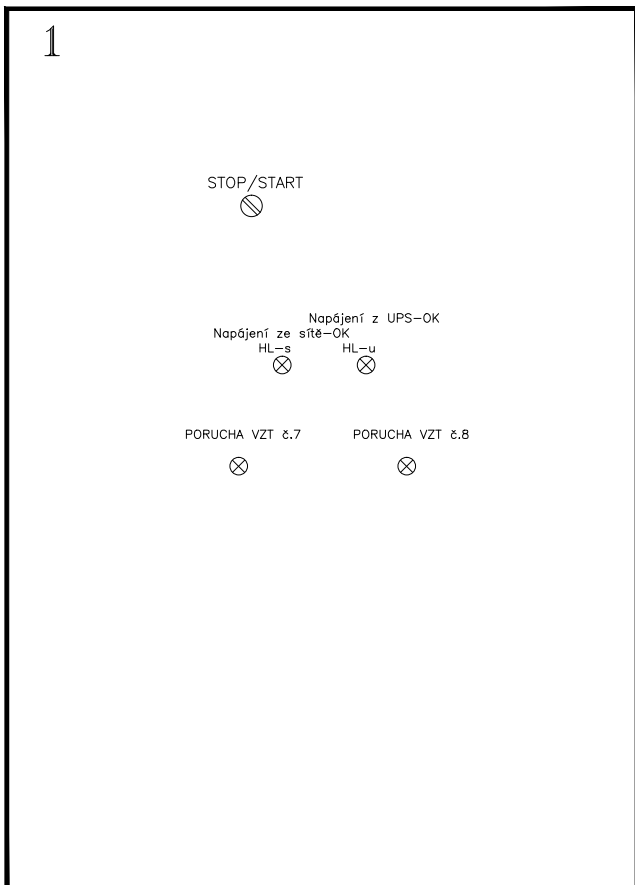 1
STOP/START
Napájení z UPS-OK
Napájení ze sítě-OK
HL-s HL-u
PORUCHA VZT č.7 PORUCHA VZT č.8